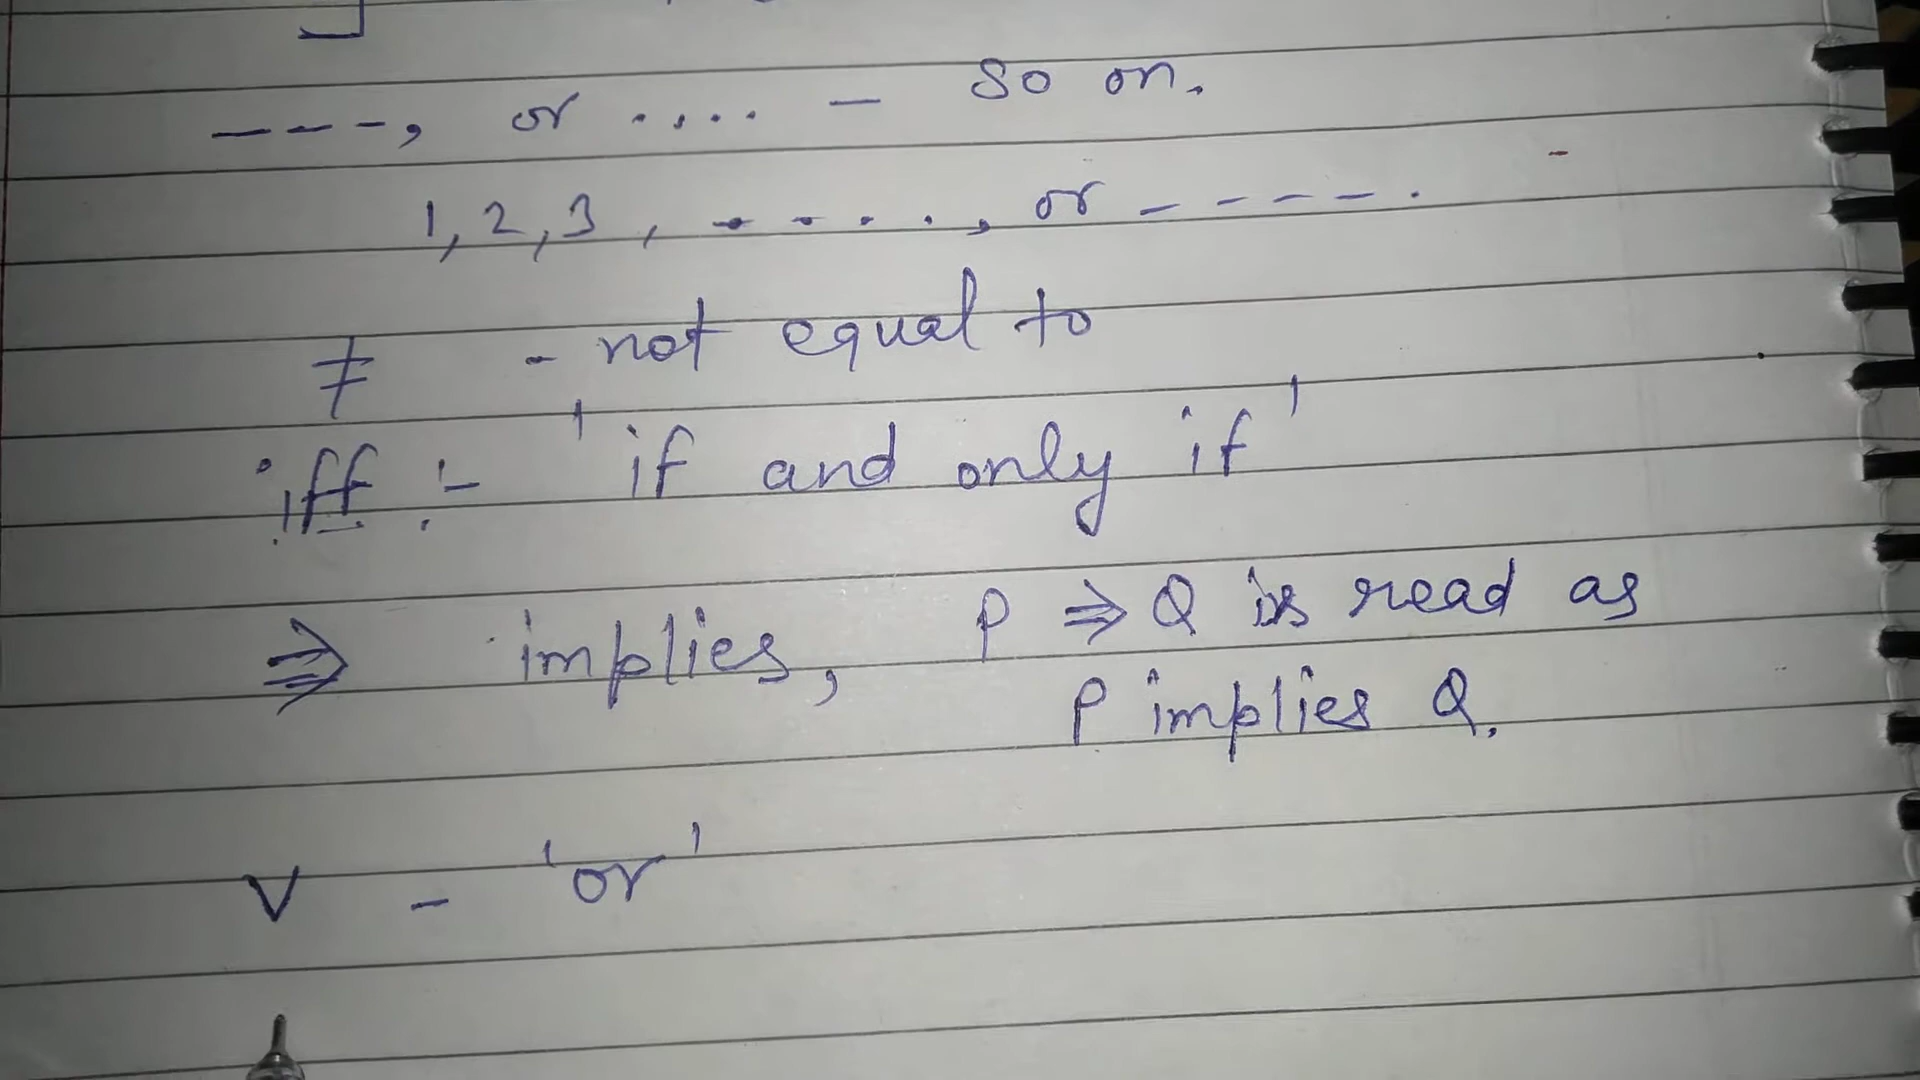 ---, or .... — so on.
1, 2, 3, ....., or ----.
≠ - not equal to
iff :- 'if and only if'
⇒ implies, P ⇒ Q is read as
P implies Q.
∨ - 'or'